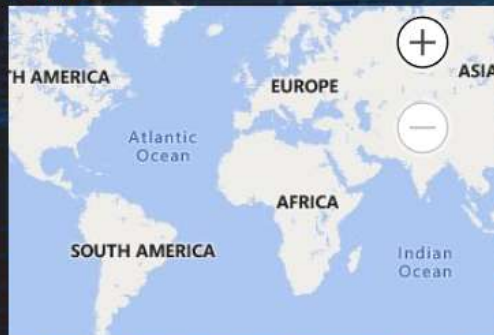 TH AMERICA
EUROPE
ASIA
Atlantic
Ocean
AFRICA
SOUTH AMERICA
Indian
Ocean